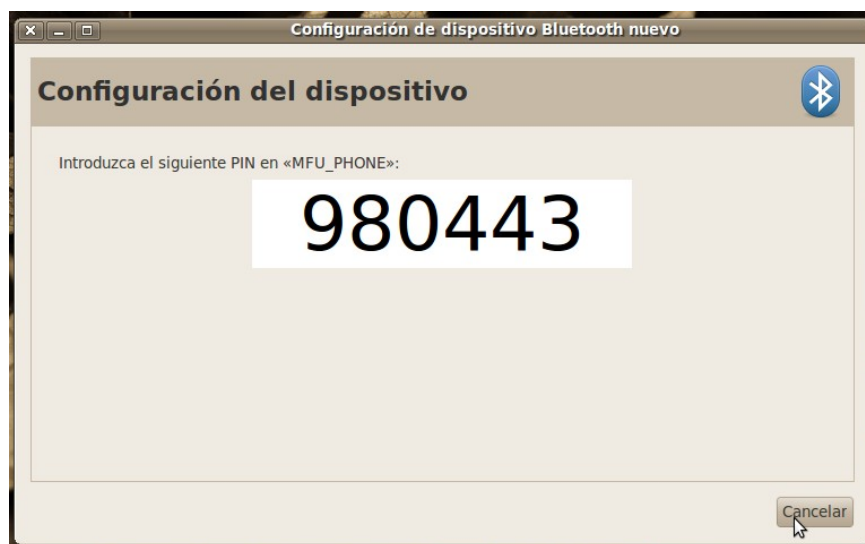 Configuración de dispositivo Bluetooth nuevo
Configuración del dispositivo
Introduzca el siguiente PIN en «MFU_PHONE»:
980443
Cancelar